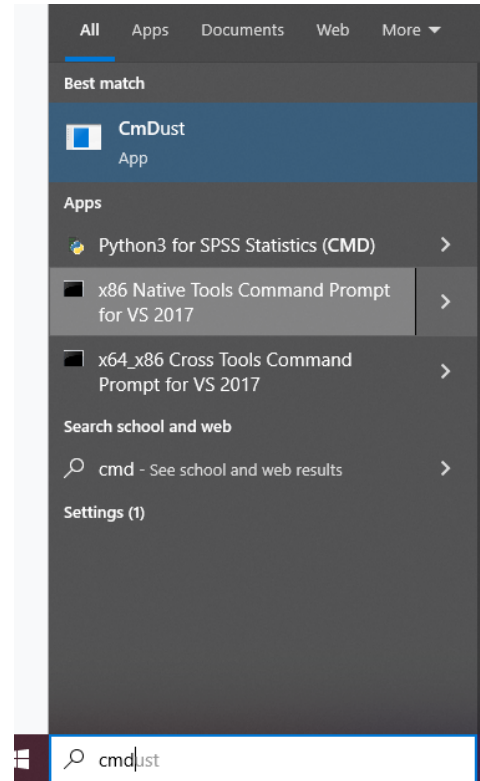 All Apps Documents Web More
Best match
CmDust
App
Apps
Python3 for SPSS Statistics (CMD)
x86 Native Tools Command Prompt
for VS 2017
x64_x86 Cross Tools Command
Prompt for VS 2017
Search school and web
cmd - See school and web results
Settings (1)
cmdust